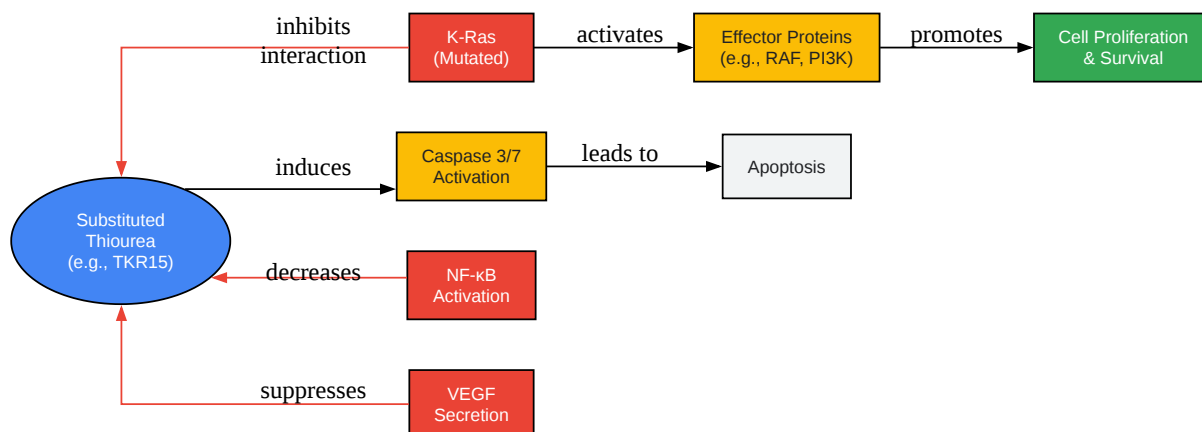 inhibits
interaction
K-Ras
(Mutated)
activates
Effector Proteins
(e.g., RAF, PI3K)
promotes
Cell Proliferation
& Survival
induces
Caspase 3/7
Activation
leads to
Apoptosis
Substituted
Thiourea
(e.g., TKR15)
decreases
NF-κB
Activation
suppresses
VEGF
Secretion